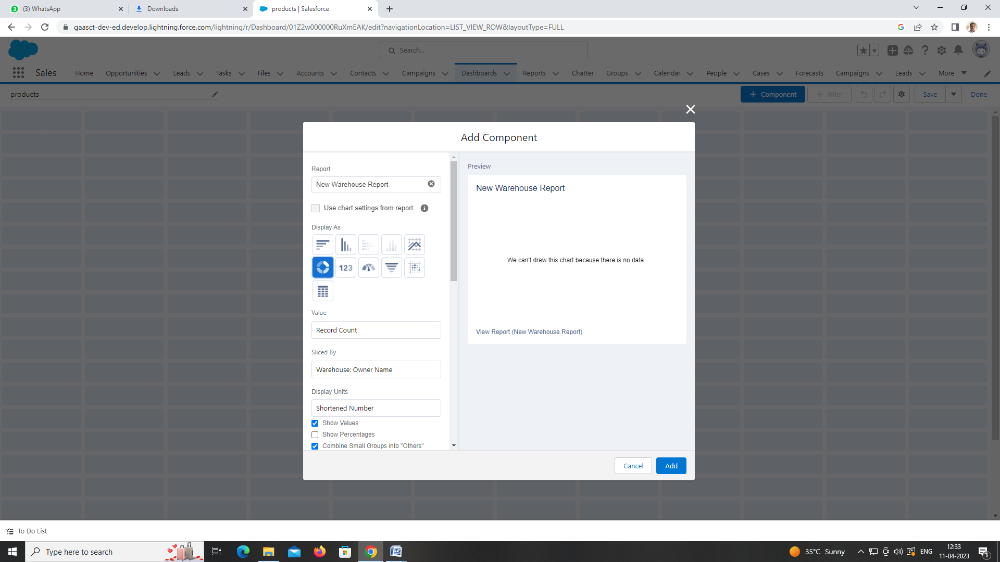 (3) WhatsApp
Downloads
products | Salesforce
gaasct-dev-ed.develop.lightning.force.com/lightning/r/Dashboard/01Z2w000000RuXmEAK/edit?navigationLocation=LIST_VIEW_ROW&layoutType=FULL
Search...
Sales Home Opportunities Leads Tasks Files Accounts Contacts Campaigns Dashboards Reports Chatter Groups Calendar People Cases Forecasts Campaigns Leads More
products
+ Component + Filter Save Done
Add Component
Report
New Warehouse Report
Use chart settings from report
Display As
123
Value
Record Count
Sliced By
Warehouse: Owner Name
Display Units
Shortened Number
Show Values
Show Percentages
Combine Small Groups into "Others"
Preview
New Warehouse Report
We can't draw this chart because there is no data.
View Report (New Warehouse Report)
Cancel Add
To Do List
Type here to search
35°C Sunny
ENG
12:33
11-04-2023
1